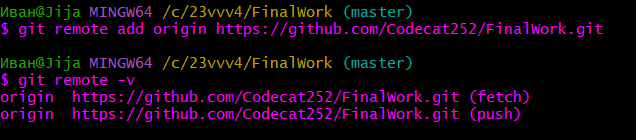 Иван@Jija MINGW64 /c/23vvv4/FinalWork (master)
$ git remote add origin https://github.com/Codecat252/FinalWork.git
Иван@Jija MINGW64 /c/23vvv4/FinalWork (master)
$ git remote -v
origin  https://github.com/Codecat252/FinalWork.git (fetch)
origin  https://github.com/Codecat252/FinalWork.git (push)